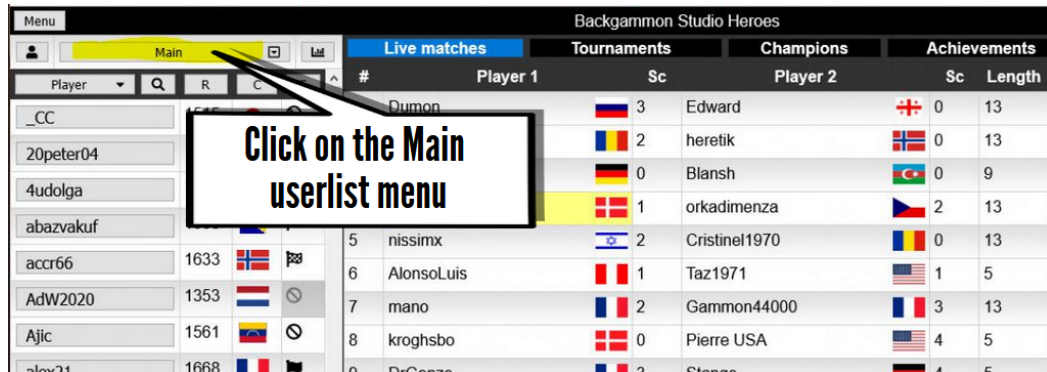 Menu
Backgammon Studio Heroes
Main
Live matches Tournaments Champions Achievements
Player R C
# Player 1 Sc Player 2 Sc Length
_CC
20peter04
4udolga
abazvakuf
accr66 1633
AdW2020 1353
Ajic 1561
1668
Click on the Main
userlist menu
Dumon 3 Edward 0 13
2 heretik 0 13
0 Blansh 0 9
1 orkadimenza 2 13
5 nissimx 2 Cristinel1970 0 13
6 AlonsoLuis 1 Taz1971 1 5
7 mano 2 Gammon44000 3 13
8 kroghsbo 0 Pierre USA 4 5